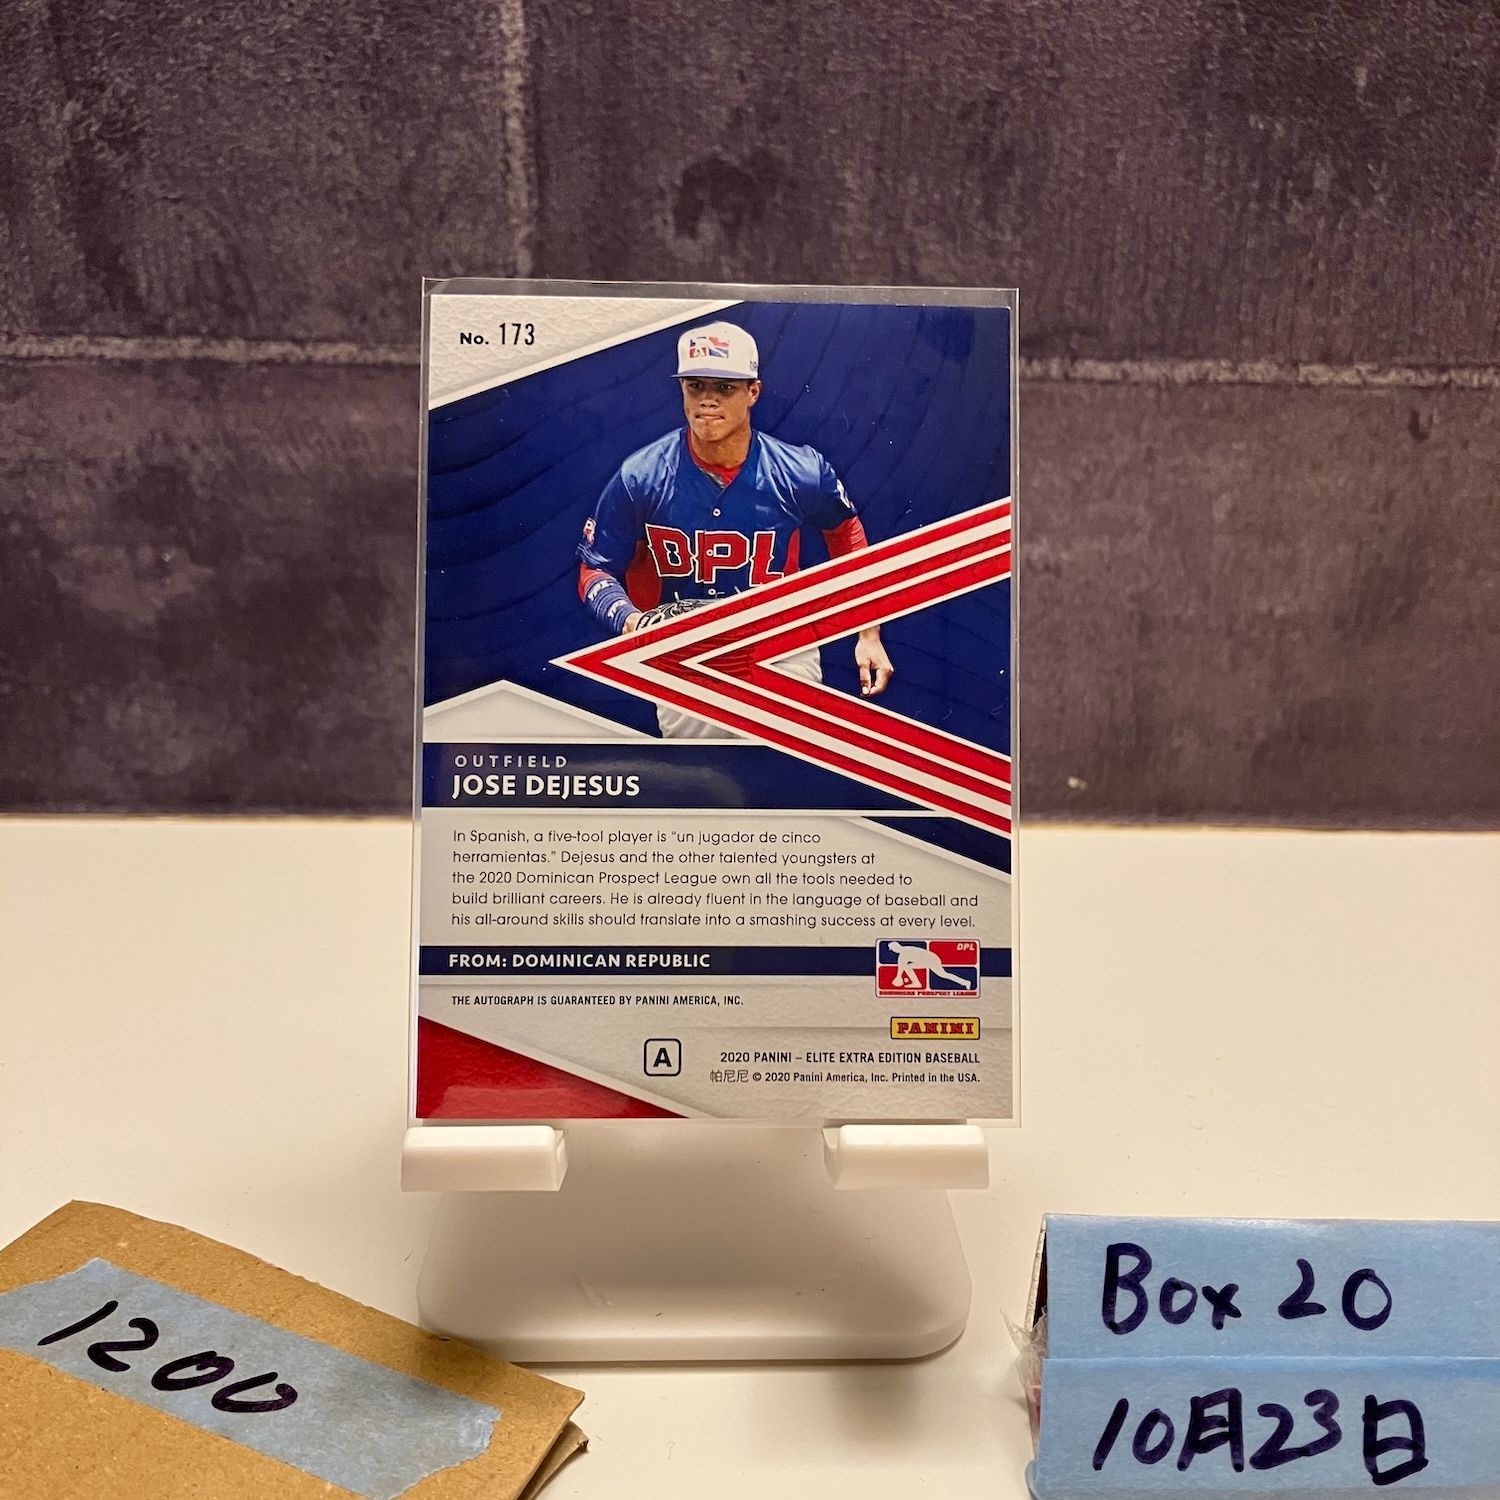 No. 173
DPL
OUTFIELD
JOSE DEJESUS
In Spanish, a five-tool player is "un jugador de cinco
herramientas." Dejesus and the other talented youngsters at
the 2020 Dominican Prospect League own all the tools needed to
build brilliant careers. He is already fluent in the language of baseball and
his all-around skills should translate into a smashing success at every level.
FROM: DOMINICAN REPUBLIC
DPL
DOMINICAN PROSPECT LEAGUE
THE AUTOGRAPH IS GUARANTEED BY PANINI AMERICA, INC.
PANINI
A
2020 PANINI – ELITE EXTRA EDITION BASEBALL
帕尼尼 © 2020 Panini America, Inc. Printed in the USA.
1200
Box 20
10月23日